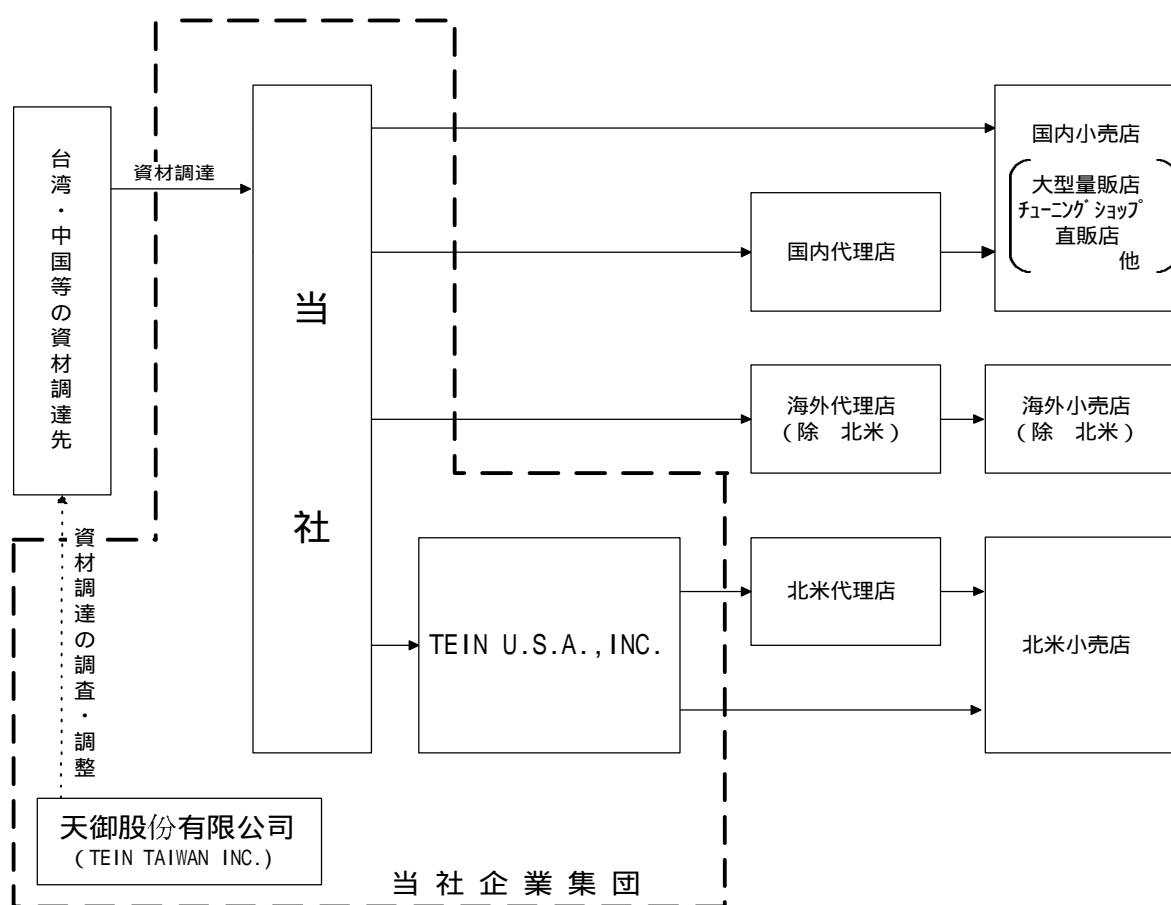 台湾・中国等の資材調達先
資材調達
当社
国内小売店
大型量販店
ﾁｭｰﾆﾝｸﾞｼｮｯﾌﾟ
直販店
他
国内代理店
海外代理店
(除　北米)
海外小売店
(除　北米)
TEIN U.S.A.,INC.
北米代理店
北米小売店
資材調達の調査・調整
天御股份有限公司
(TEIN TAIWAN INC.)
当社企業集団